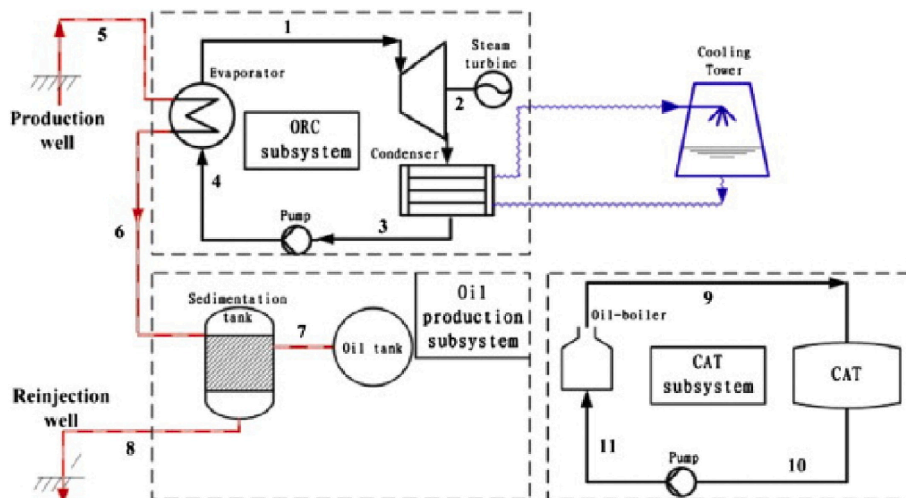 5
1
Steam
turbine
Evaporator
2
Cooling
Tower
Production
well
ORC
subsystem
Condenser
4
Pump
3
6
Sedimentation
tank
7
Oil tank
Oil
production
subsystem
9
Oil-boiler
CAT
subsystem
CAT
Reinjection
well
8
11
Pump
10